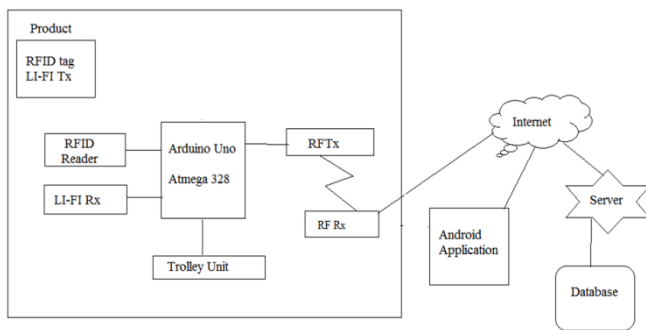 Product
RFID tag
LI-FI Tx
RFID
Reader
LI-FI Rx
Arduino Uno
Atmega 328
Trolley Unit
RFTx
RF Rx
Internet
Android
Application
Server
Database